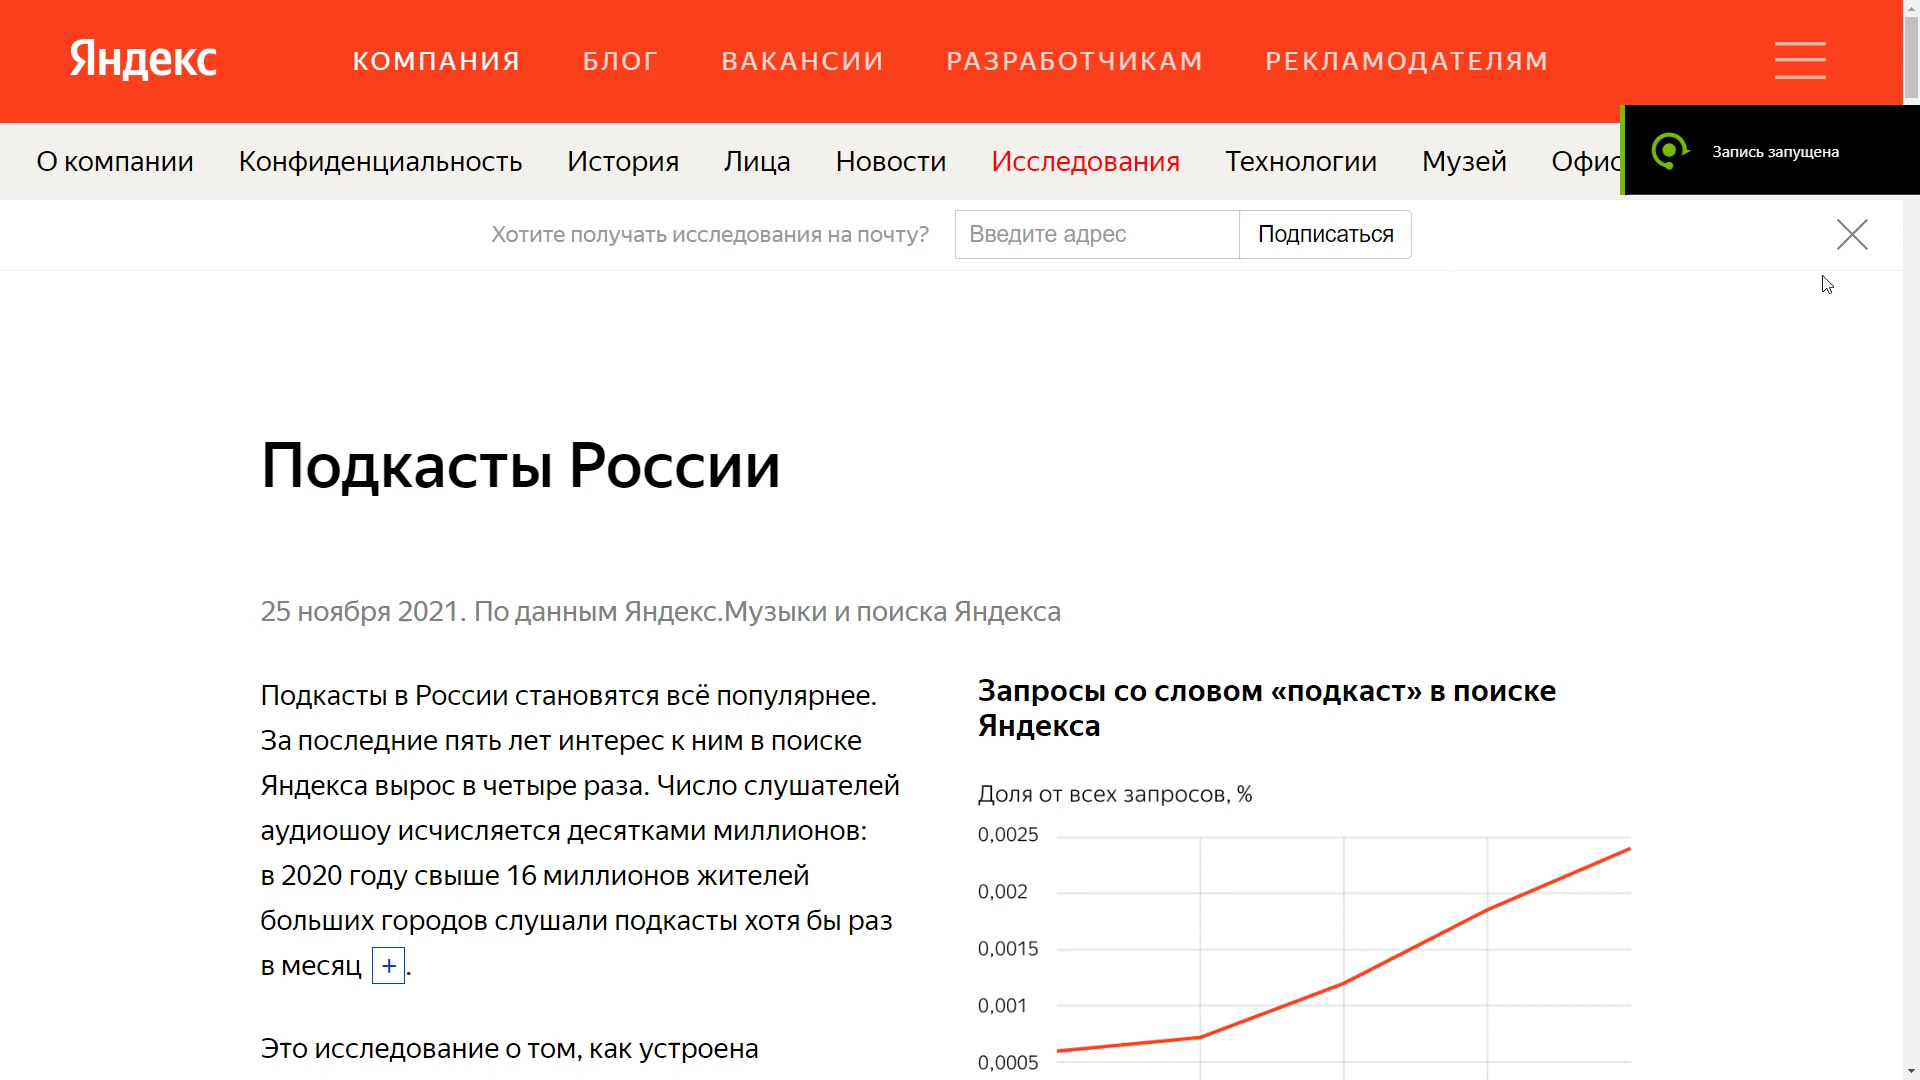 Яндекс
КОМПАНИЯ БЛОГ ВАКАНСИИ РАЗРАБОТЧИКАМ РЕКЛАМОДАТЕЛЯМ
О компании Конфиденциальность История Лица Новости Исследования Технологии Музей Офис
Запись запущена
Хотите получать исследования на почту? Введите адрес Подписаться
Подкасты России
25 ноября 2021. По данным Яндекс.Музыки и поиска Яндекса
Подкасты в России становятся всё популярнее.
За последние пять лет интерес к ним в поиске
Яндекса вырос в четыре раза. Число слушателей
аудиошоу исчисляется десятками миллионов:
в 2020 году свыше 16 миллионов жителей
больших городов слушали подкасты хотя бы раз
в месяц +.
Это исследование о том, как устроена
Запросы со словом «подкаст» в поиске
Яндекса
Доля от всех запросов, %
0,0025
0,002
0,0015
0,001
0,0005